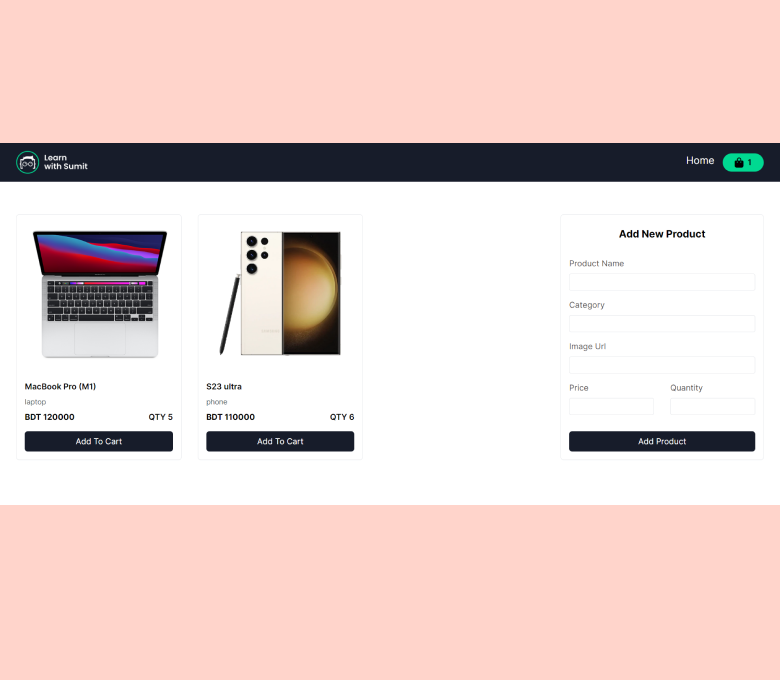 Learn
with Sumit
Home
1
MacBook Pro (M1)
laptop
BDT 120000
QTY 5
Add To Cart
S23 ultra
phone
BDT 110000
QTY 6
Add To Cart
Add New Product
Product Name
Category
Image Url
Price
Quantity
Add Product